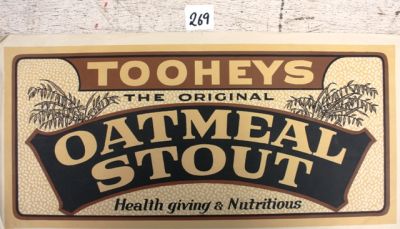 269
TOOHEYS
THE ORIGINAL
OATMEAL
STOUT
Health giving & Nutritious